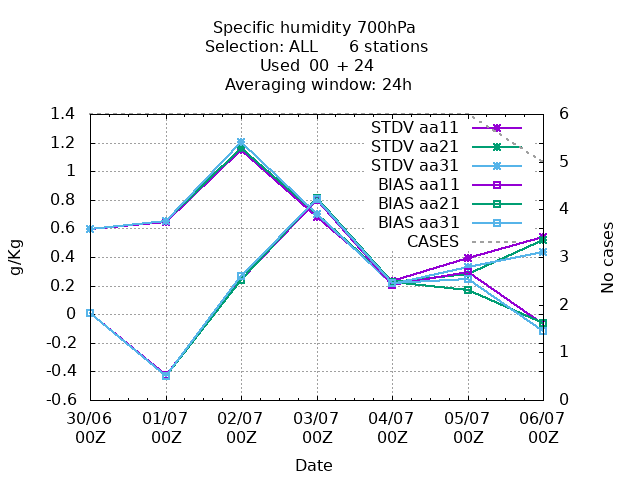 Specific humidity 700hPa
Selection: ALL 6 stations
Used 00 + 24
Averaging window: 24h
1.4
1.2
1
0.8
0.6
0.4
0.2
0
-0.2
-0.4
-0.6
g/Kg
STDV aa11
STDV aa21
STDV aa31
BIAS aa11
BIAS aa21
BIAS aa31
CASES
6
5
4
3
2
1
0
No cases
30/06 01/07 02/07 03/07 04/07 05/07 06/07
00Z 00Z 00Z 00Z 00Z 00Z 00Z
Date